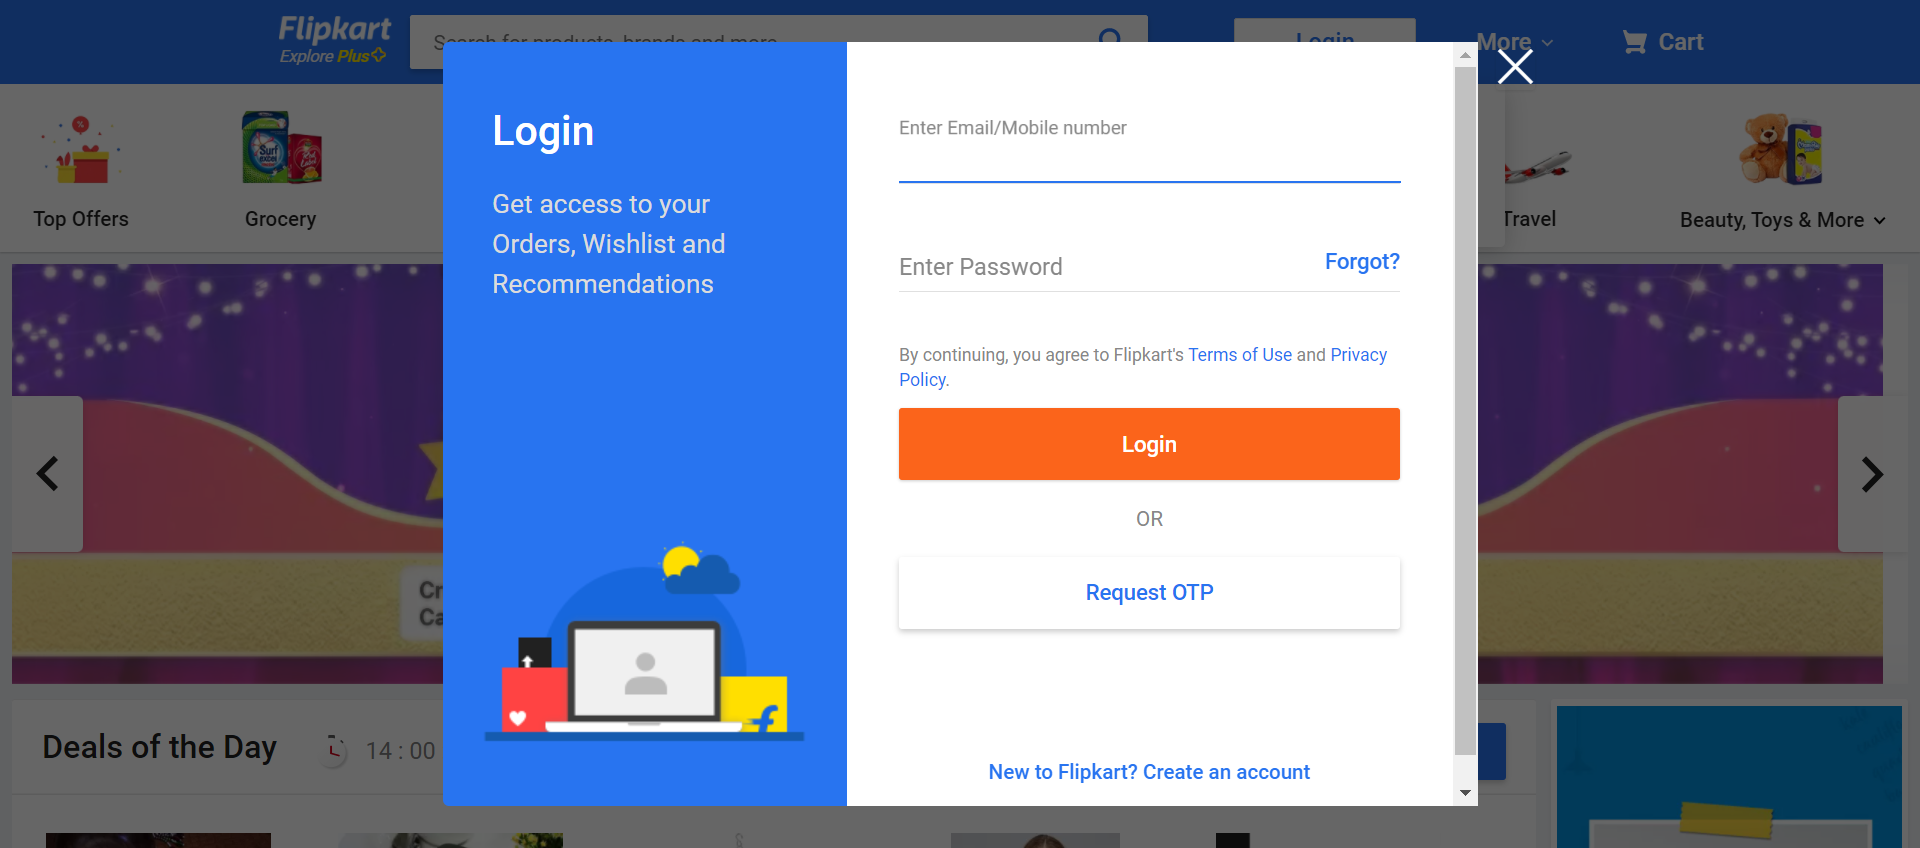 Flipkart
Explore Plus
Search for products, brands and more
Login
More
Cart
Top Offers
Grocery
Travel
Beauty, Toys & More
Surf excel
Login
Get access to your
Orders, Wishlist and
Recommendations
Enter Email/Mobile number
Enter Password
Forgot?
By continuing, you agree to Flipkart's Terms of Use and Privacy
Policy.
Login
OR
Request OTP
New to Flipkart? Create an account
Cr
Ca
Deals of the Day
14 : 00